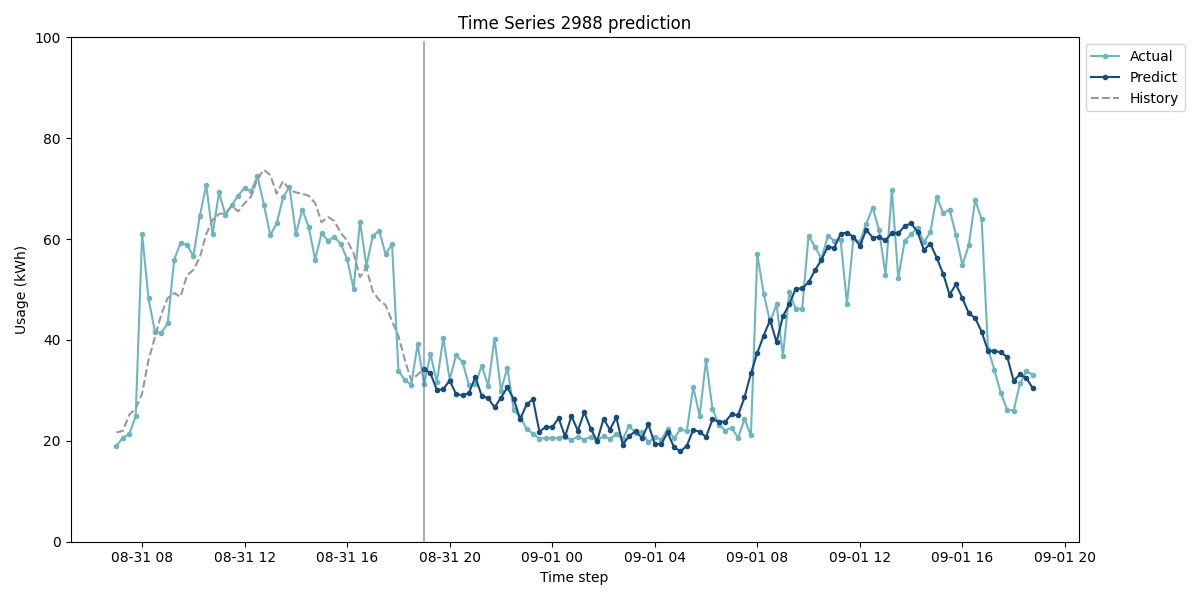 Time Series 2988 prediction
100
80
60
40
20
0
Usage (kWh)
08-31 08
08-31 12
08-31 16
08-31 20
09-01 00
09-01 04
09-01 08
09-01 12
09-01 16
09-01 20
Time step
Actual
Predict
History